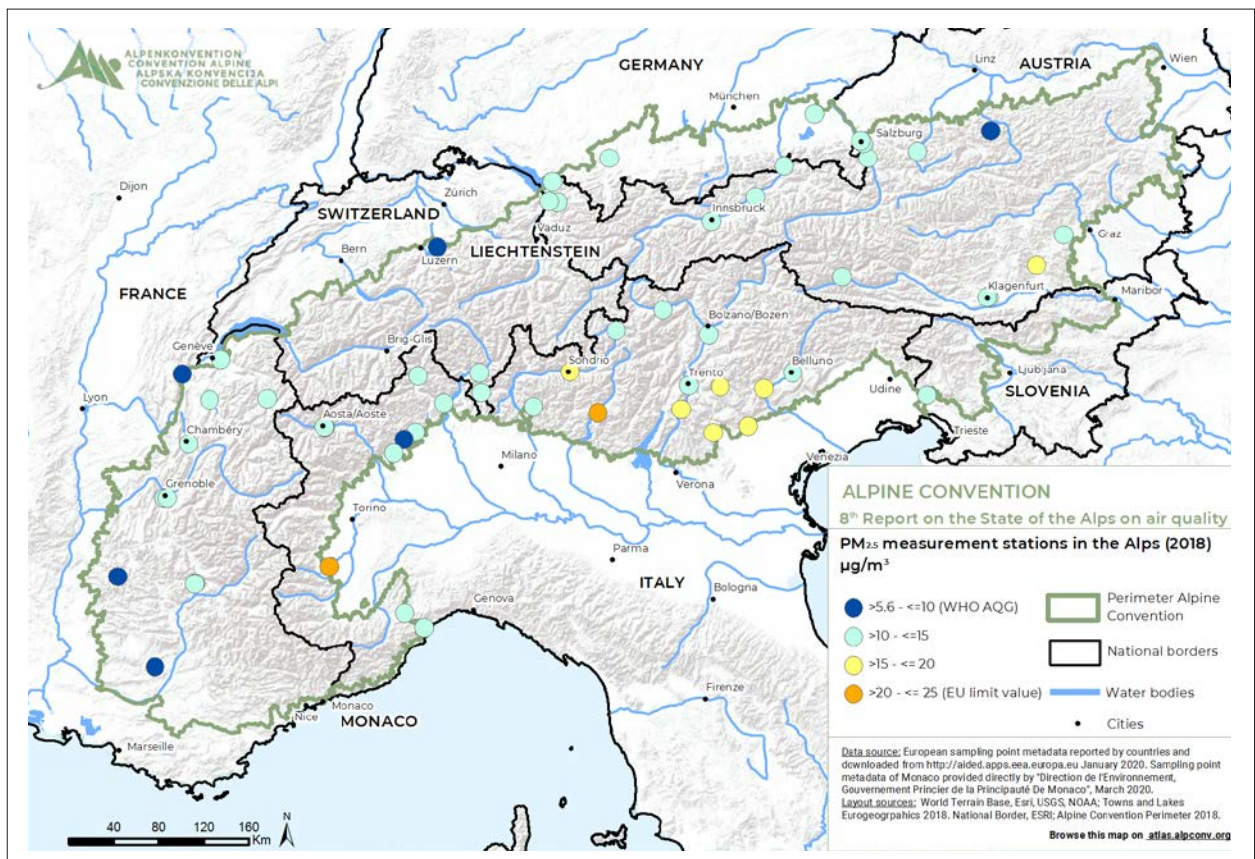 ALPENKONVENTION
CONVENTION ALPINE
ALPSKA KONVENCIJA
CONVENZIONE DELLE ALPI
GERMANY
Linz
AUSTRIA
Wien
München
Salzburg
Dijon
Zürich
SWITZERLAND
Innsbruck
Vaduz
Graz
Bern
Luzern
LIECHTENSTEIN
FRANCE
Klagenfurt
Maribor
Bolzano/Bozen
Genève
Brig-Glis
Sondrio
Belluno
Trento
Ljubljana
Udine
SLOVENIA
Lyon
Aosta/Aoste
Chambéry
Trieste
Milano
Venezia
Verona
Grenoble
Torino
Parma
ITALY
Bologna
Genova
Firenze
Monaco
Nice
MONACO
Marseille
ALPINE CONVENTION
8th Report on the State of the Alps on air quality
PM2.5 measurement stations in the Alps (2018)
µg/m³
>5.6 - <=10 (WHO AQG)
>10 - <=15
>15 - <= 20
>20 - <= 25 (EU limit value)
Perimeter Alpine
Convention
National borders
Water bodies
Cities
Data source: European sampling point metadata reported by countries and
downloaded from http://aided.apps.eea.europa.eu January 2020. Sampling point
metadata of Monaco provided directly by "Direction de l'Environnement,
Gouvernement Princier de la Principauté De Monaco", March 2020.
Layout sources: World Terrain Base, Esri, USGS, NOAA; Towns and Lakes
Eurogeogrpahics 2018. National Border, ESRI; Alpine Convention Perimeter 2018.
Browse this map on atlas.alpconv.org
40 80 120 160
Km
N